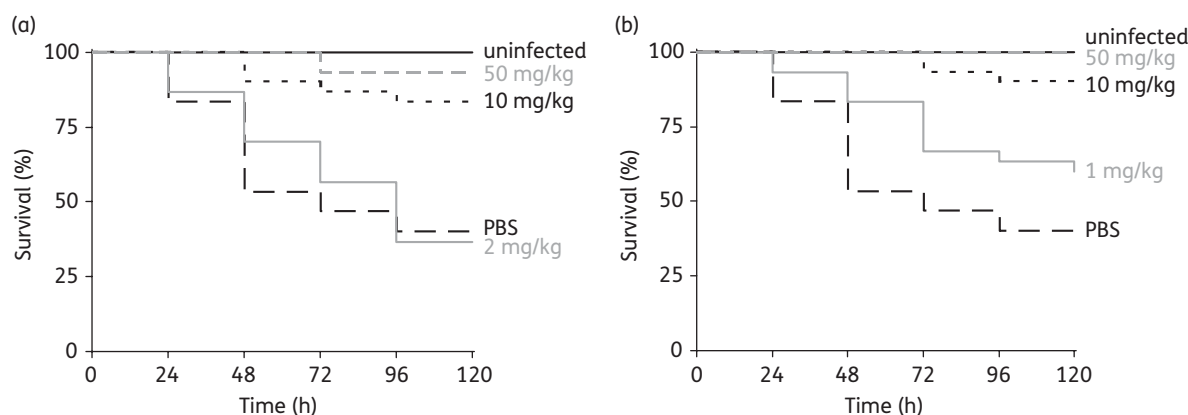 (a)
100
75
50
25
0
Survival (%)
0 24 48 72 96 120
Time (h)
uninfected
50 mg/kg
10 mg/kg
PBS
2 mg/kg
(b)
100
75
50
25
0
Survival (%)
0 24 48 72 96 120
Time (h)
uninfected
50 mg/kg
10 mg/kg
1 mg/kg
PBS